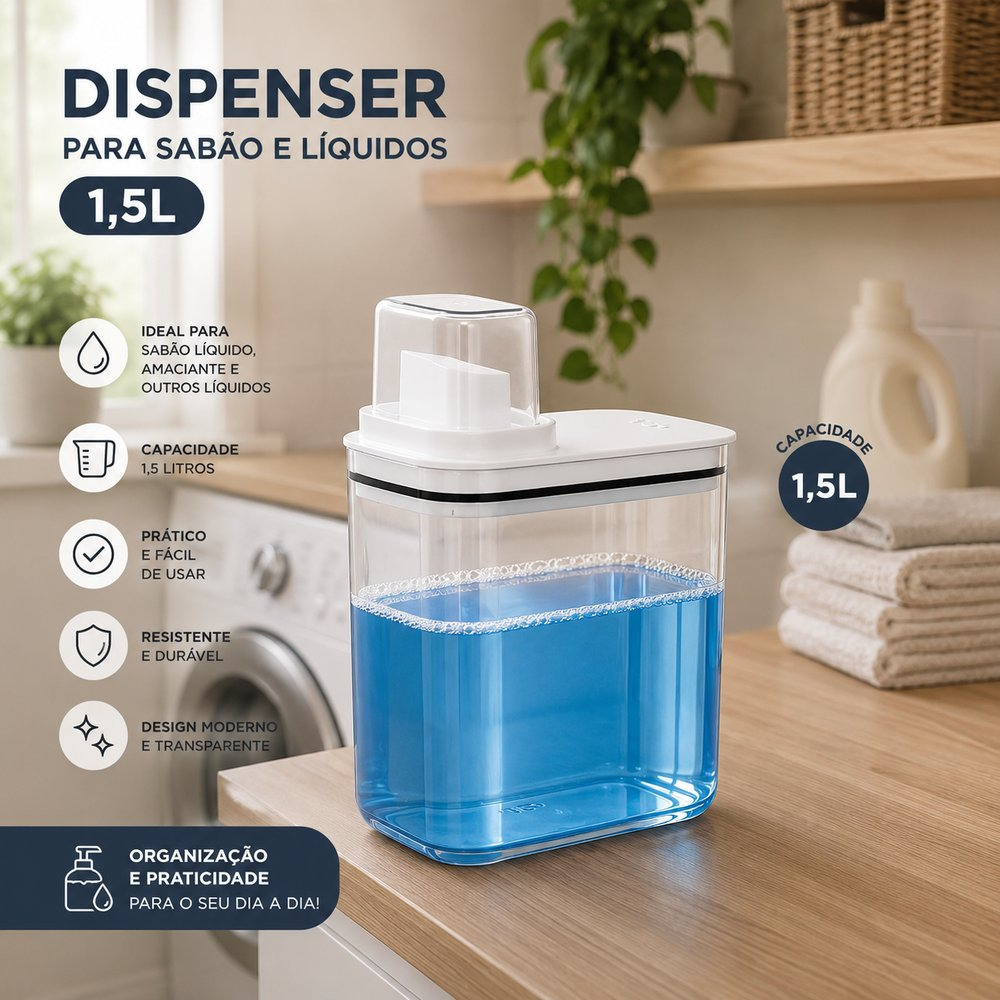 DISPENSER
PARA SABÃO E LÍQUIDOS
1,5L
IDEAL PARA
SABÃO LÍQUIDO,
AMACIANTE E
OUTROS LÍQUIDOS
CAPACIDADE
1,5 LITROS
PRÁTICO
E FÁCIL
DE USAR
RESISTENTE
E DURÁVEL
DESIGN MODERNO
E TRANSPARENTE
ORGANIZAÇÃO
E PRATICIDADE
PARA O SEU DIA A DIA!
CAPACIDADE
1,5L